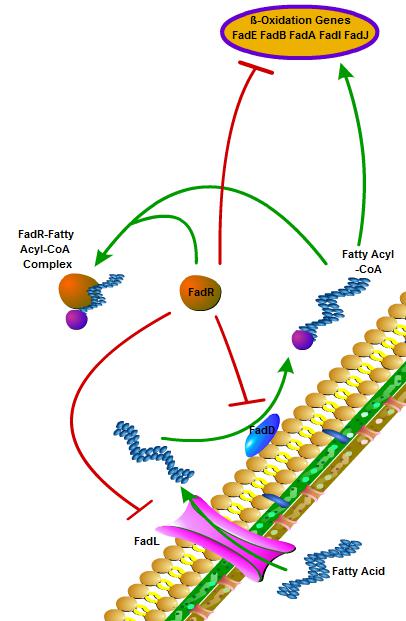 ß-Oxidation Genes
FadE FadB FadA FadI FadJ
FadR-Fatty
Acyl-CoA
Complex
Fatty Acyl
-CoA
FadR
FadD
FadL
Fatty Acid